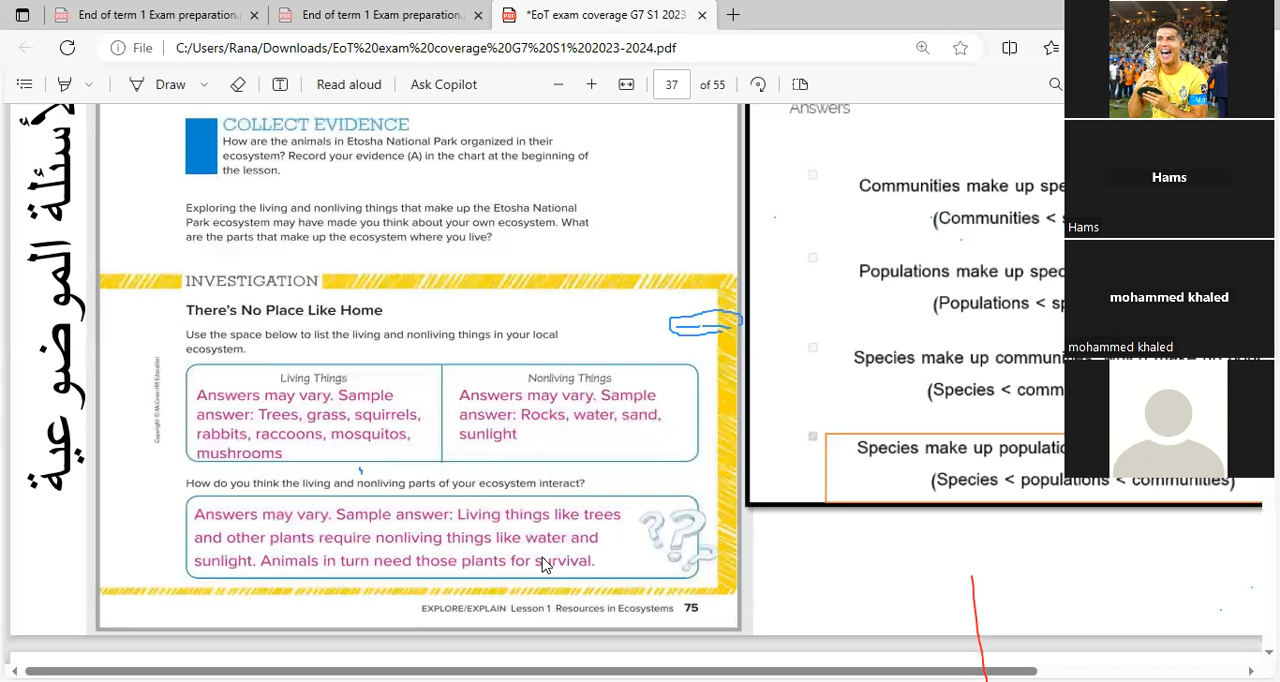 End of term 1 Exam preparation.
End of term 1 Exam preparation.
*EoT exam coverage G7 S1 2023-
File
C:/Users/Rana/Downloads/EoT%20exam%20coverage%20G7%20S1%202023-2024.pdf
Draw
Read aloud
Ask Copilot
37
of 55
الأسئلة الموضوعية
COLLECT EVIDENCE
How are the animals in Etosha National Park organized in their
ecosystem? Record your evidence (A) in the chart at the beginning of
the lesson.
Exploring the living and nonliving things that make up the Etosha National
Park ecosystem may have made you think about your own ecosystem. What
are the parts that make up the ecosystem where you live?
INVESTIGATION
There's No Place Like Home
Use the space below to list the living and nonliving things in your local
ecosystem.
Living Things
Answers may vary. Sample
answer: Trees, grass, squirrels,
rabbits, raccoons, mosquitos,
mushrooms
Nonliving Things
Answers may vary. Sample
answer: Rocks, water, sand,
sunlight
How do you think the living and nonliving parts of your ecosystem interact?
Answers may vary. Sample answer: Living things like trees
and other plants require nonliving things like water and
sunlight. Animals in turn need those plants for survival.
Copyright © McGraw-Hill Education
EXPLORE/EXPLAIN Lesson 1 Resources in Ecosystems 75
Answers
Communities make up spe
(Communities <
Populations make up spec
(Populations < sp
Species make up communities
(Species < comm
Species make up populatio
(Species < populations < communities)
Hams
Hams
mohammed khaled
mohammed khaled